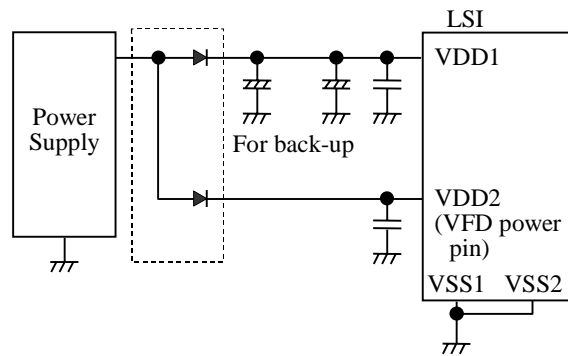 LSI
VDD1
Power
Supply
For back-up
VDD2
(VFD power
pin)
VSS1 VSS2